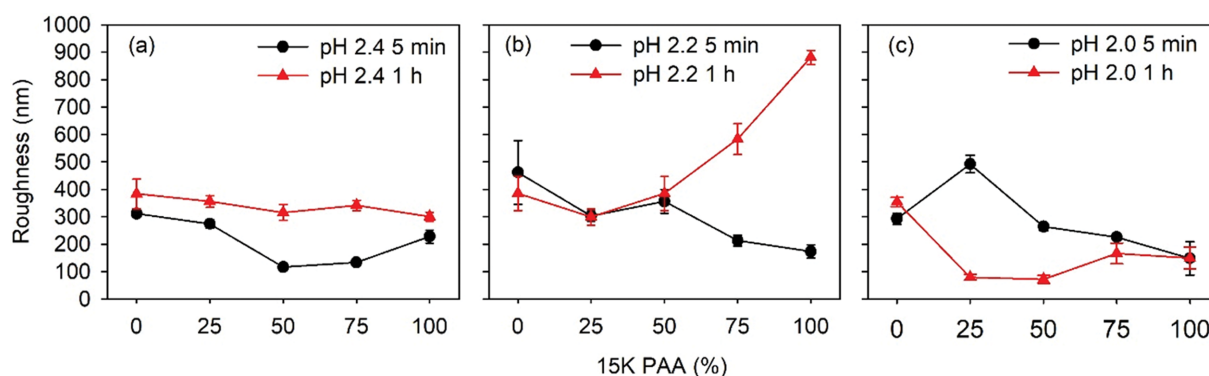 Roughness (nm)
1000
900
800
700
600
500
400
300
200
100
0
(a)
pH 2.4 5 min
pH 2.4 1 h
0 25 50 75 100
(b)
pH 2.2 5 min
pH 2.2 1 h
0 25 50 75 100
(c)
pH 2.0 5 min
pH 2.0 1 h
0 25 50 75 100
15K PAA (%)